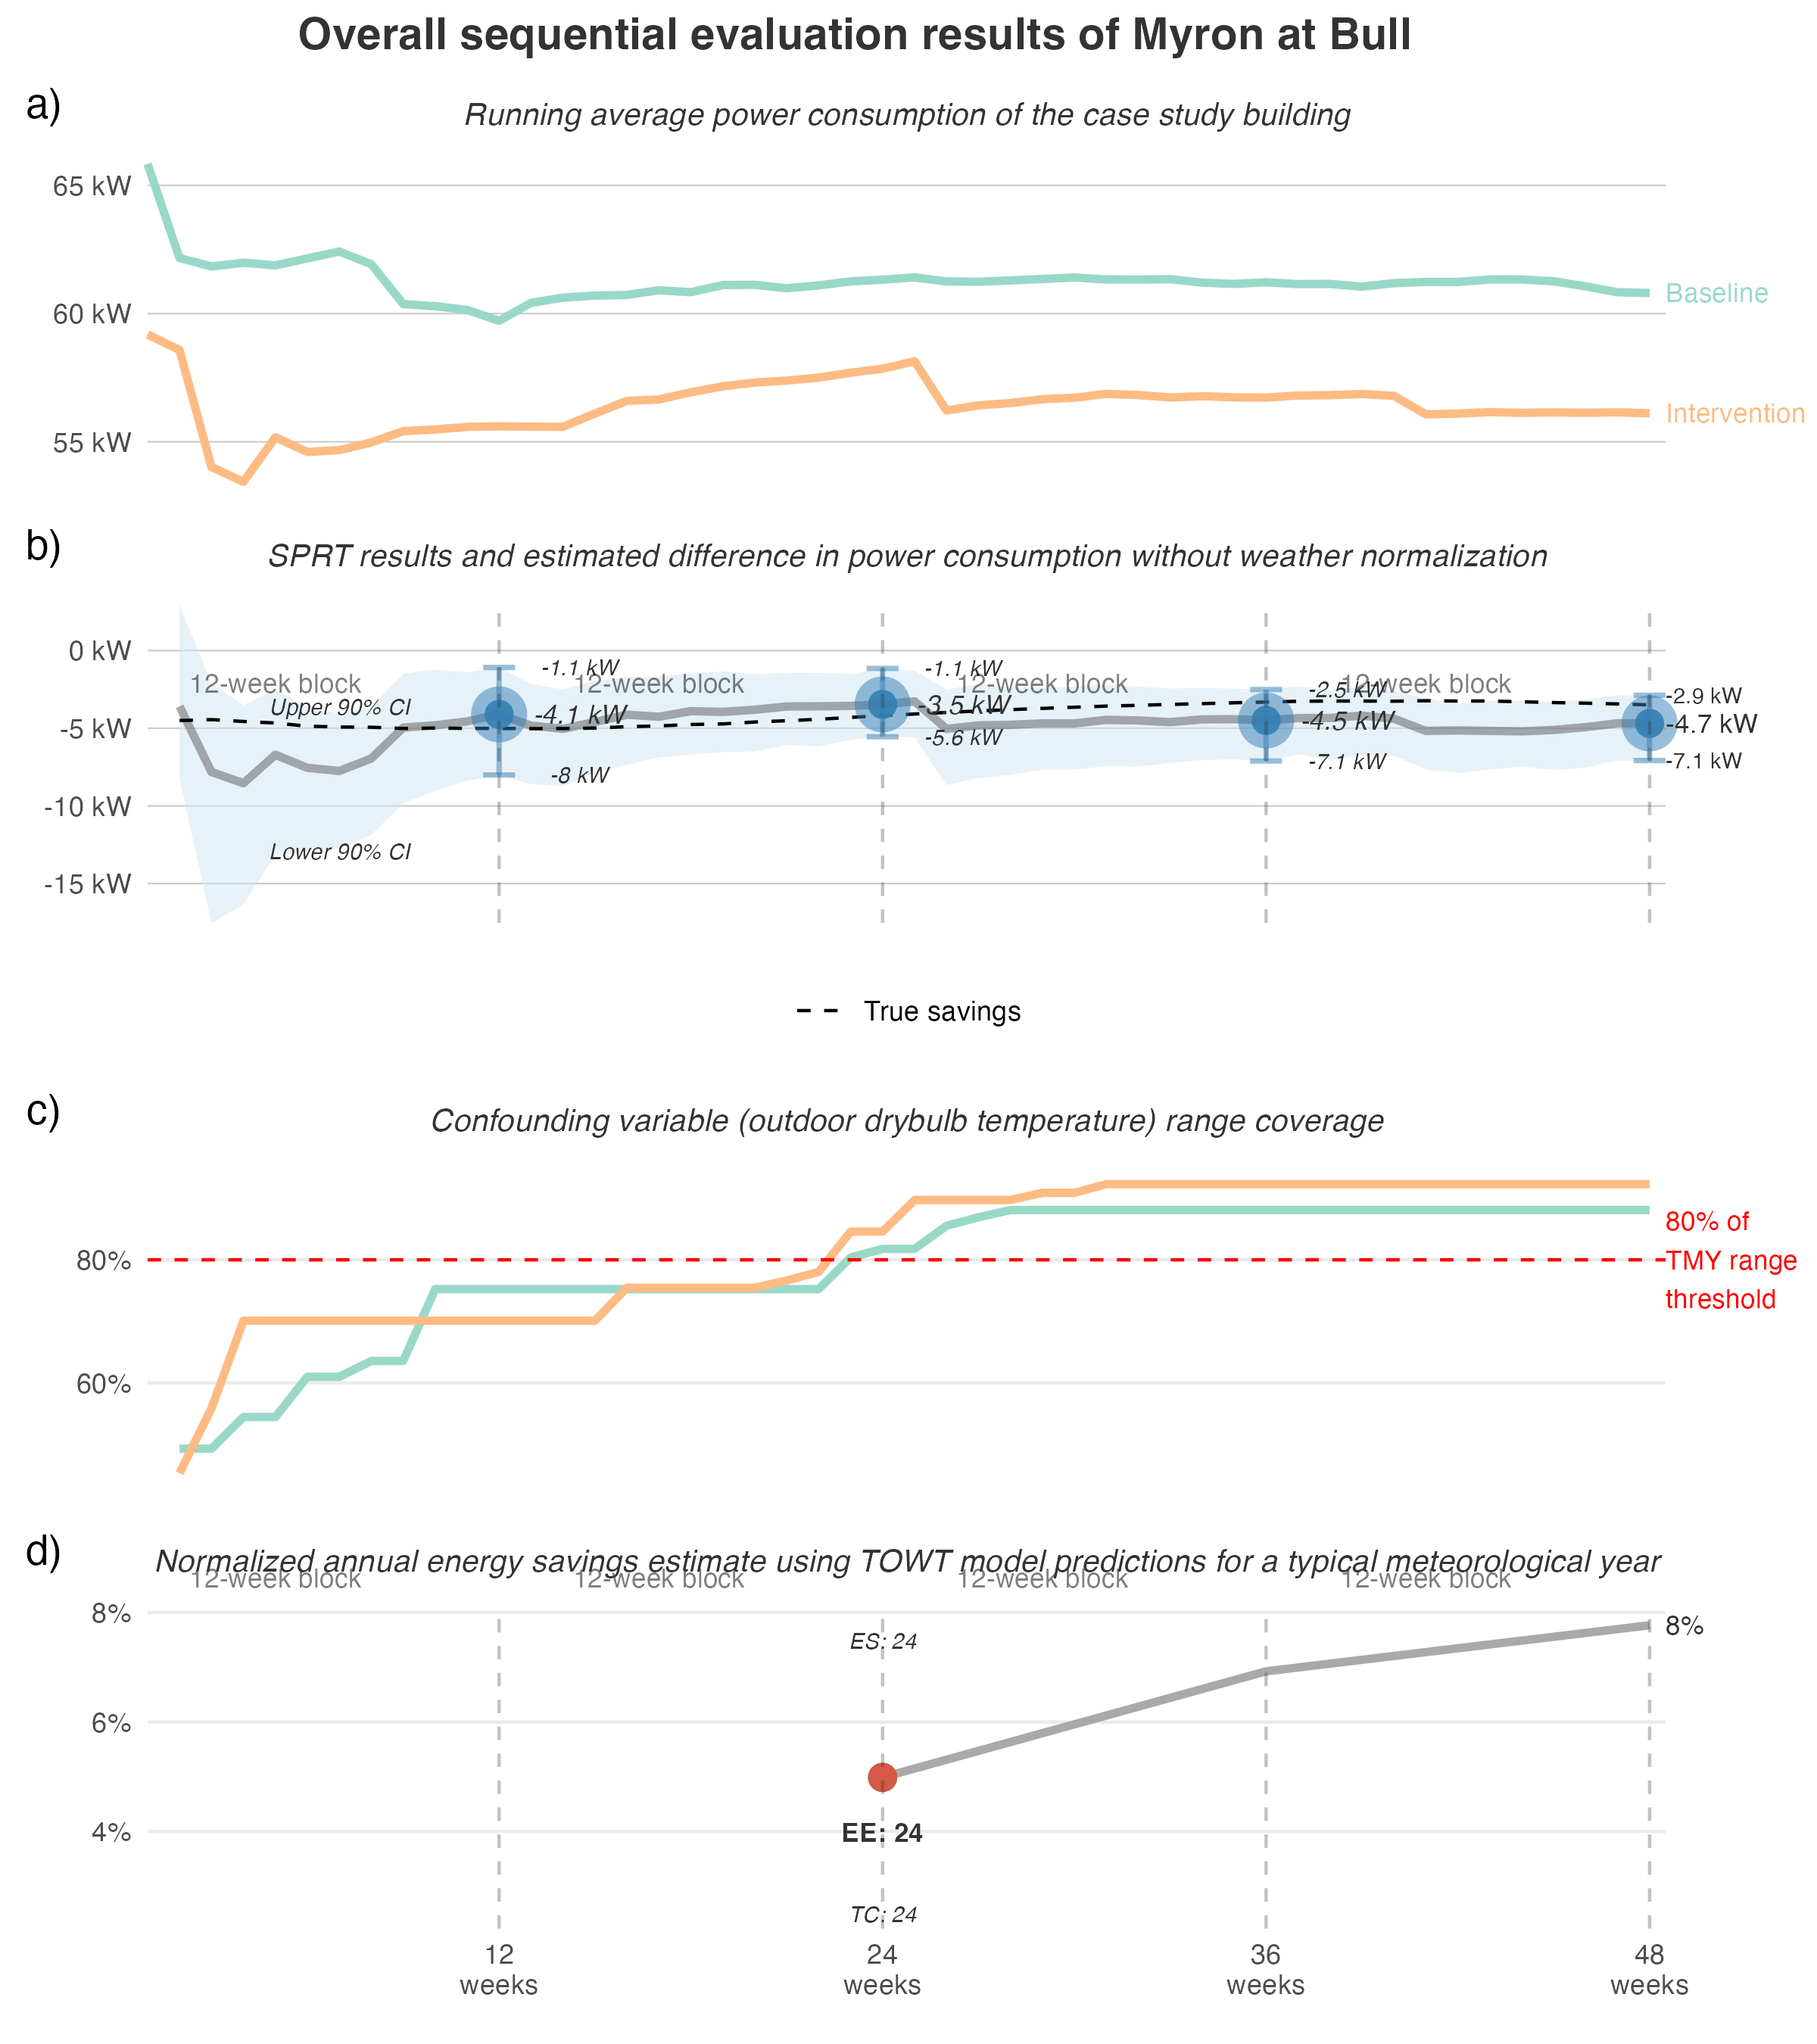 Overall sequential evaluation results of Myron at Bull
a)
Running average power consumption of the case study building
65 kW
60 kW
55 kW
Baseline
Intervention
b)
SPRT results and estimated difference in power consumption without weather normalization
0 kW
-5 kW
-10 kW
-15 kW
12-week block
12-week block
12-week block
12-week block
Upper 90% CI
Lower 90% CI
-1.1 kW
-4.1 kW
-8 kW
-1.1 kW
-3.5 kW
-5.6 kW
-2.5 kW
-4.5 kW
-7.1 kW
-2.9 kW
-4.7 kW
-7.1 kW
True savings
c)
Confounding variable (outdoor drybulb temperature) range coverage
80%
60%
80% of
TMY range
threshold
d)
Normalized annual energy savings estimate using TOWT model predictions for a typical meteorological year
12-week block
12-week block
12-week block
12-week block
8%
6%
4%
ES: 24
8%
EE: 24
TC: 24
12
weeks
24
weeks
36
weeks
48
weeks